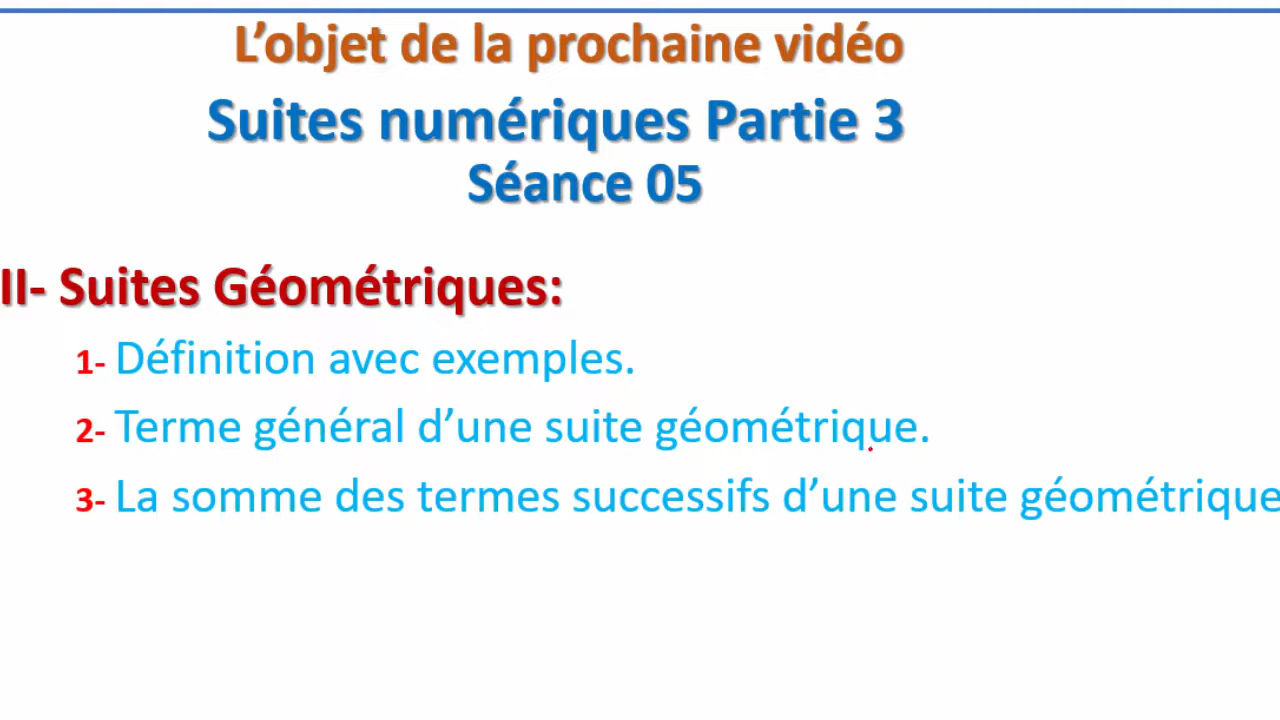 L’objet de la prochaine vidéo
Suites numériques Partie 3
Séance 05
II- Suites Géométriques:
1- Définition avec exemples.
2- Terme général d’une suite géométrique.
3- La somme des termes successifs d’une suite géométrique